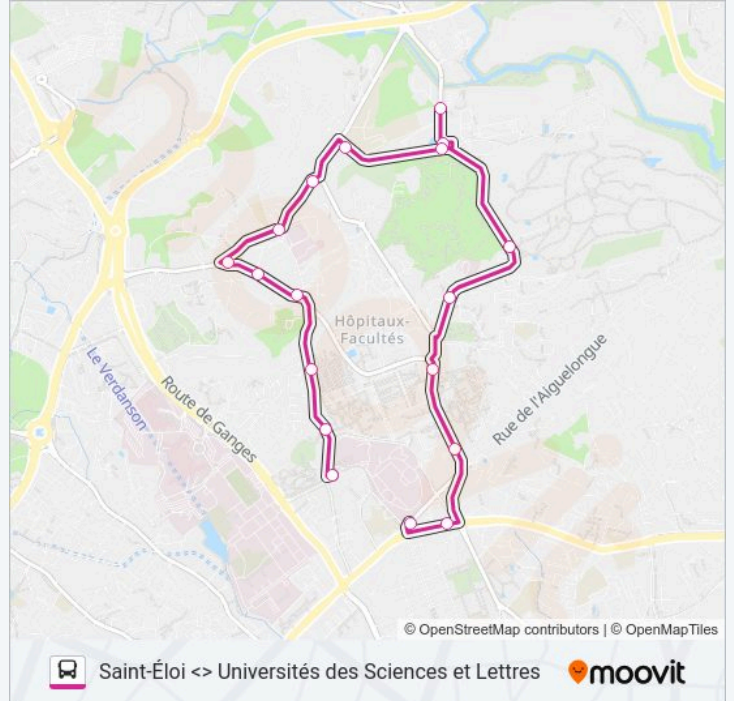 Hôpitaux-
Facultés
Le Verdanson
Route de Ganges
Rue de l'Aiguelongue
© OpenStreetMap contributors | © OpenMapTiles
Saint-Éloi <> Universités des Sciences et Lettres
moovit